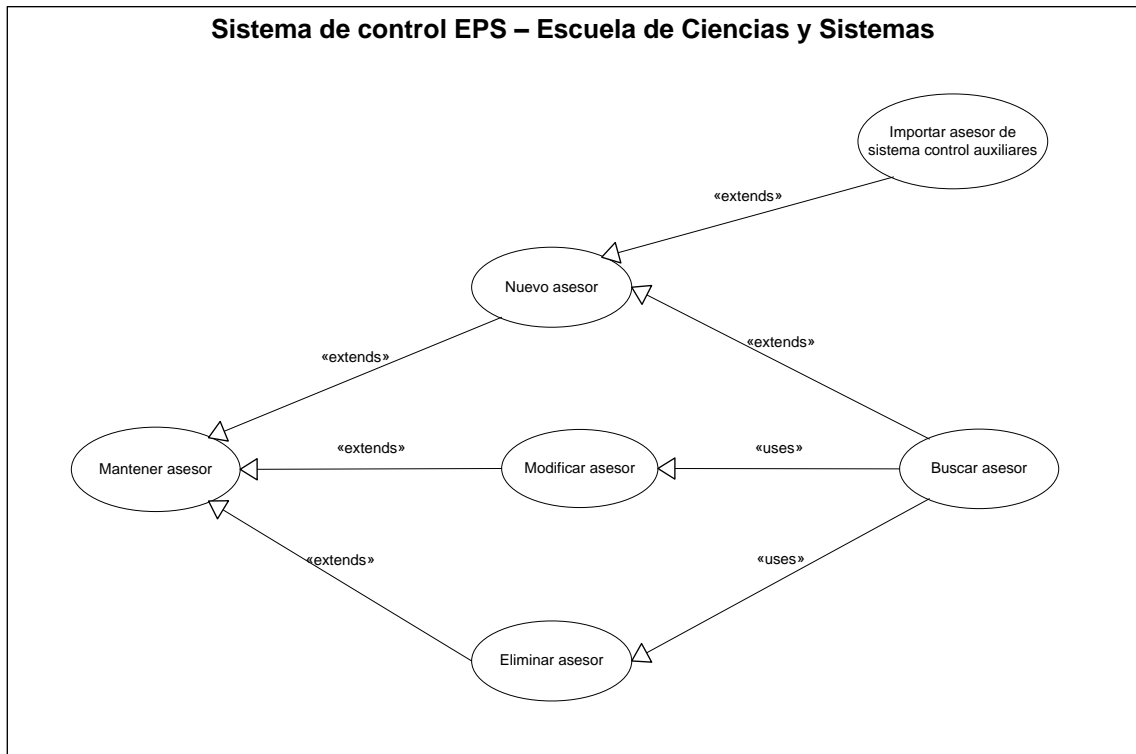 Sistema de control EPS – Escuela de Ciencias y Sistemas
Importar asesor de
sistema control auxiliares
«extends»
Nuevo asesor
«extends»
«extends»
Mantener asesor
«extends»
Modificar asesor
«uses»
Buscar asesor
«extends»
«uses»
Eliminar asesor